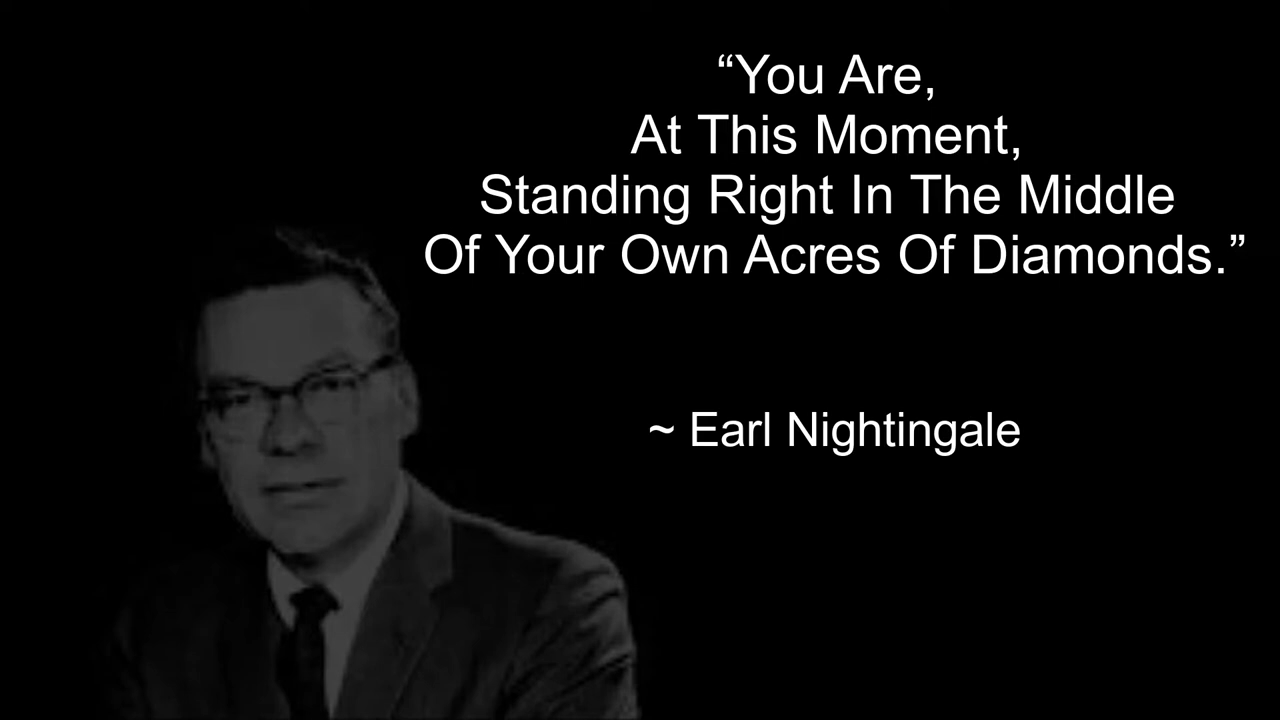 “You Are,
At This Moment,
Standing Right In The Middle
Of Your Own Acres Of Diamonds.”
~ Earl Nightingale